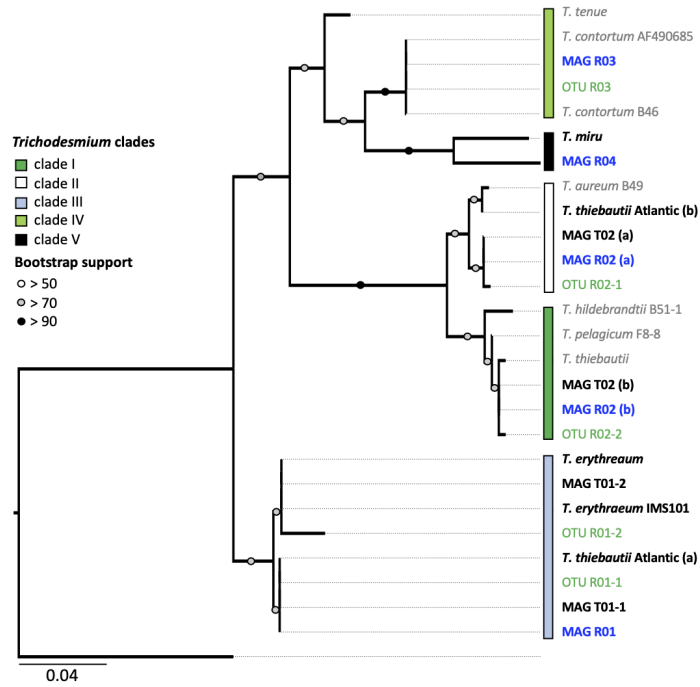 T. tenue
T. contortum AF490685
MAG R03
OTU R03
T. contortum B46
T. miru
MAG R04
T. aureum B49
T. thiebautii Atlantic (b)
MAG T02 (a)
MAG R02 (a)
OTU R02-1
T. hildebrandtii B51-1
T. pelagicum F8-8
T. thiebautii
MAG T02 (b)
MAG R02 (b)
OTU R02-2
T. erythreaum
MAG T01-2
T. erythraeum IMS101
OTU R01-2
T. thiebautii Atlantic (a)
OTU R01-1
MAG T01-1
MAG R01
Trichodesmium clades
clade I
clade II
clade III
clade IV
clade V
Bootstrap support
> 50
> 70
> 90
0.04